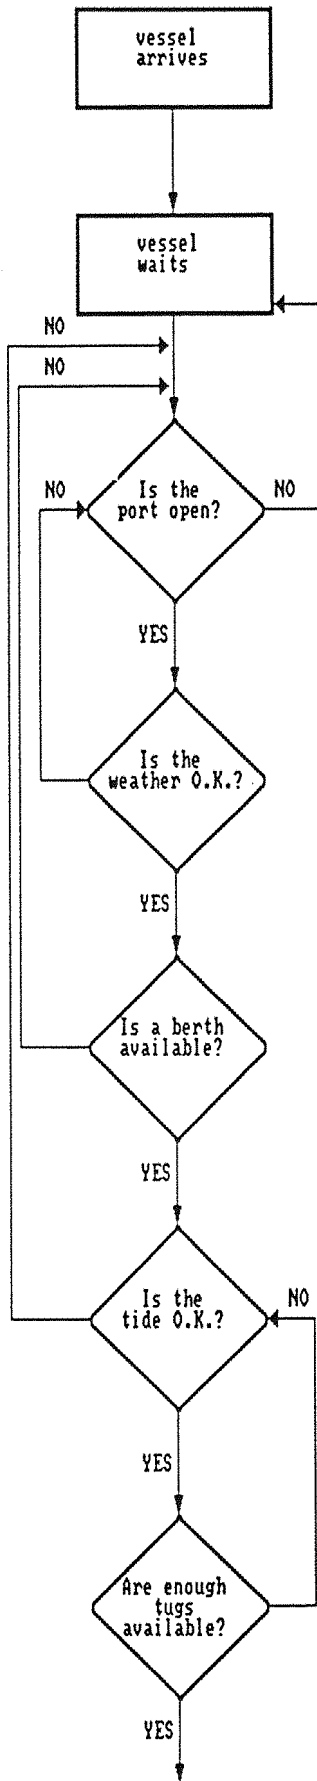 vessel
arrives
vessel
waits
NO
NO
NO
Is the
port open?
NO
YES
Is the
weather O.K.?
YES
Is a berth
available?
YES
Is the
tide O.K.?
NO
YES
Are enough
tugs
available?
YES